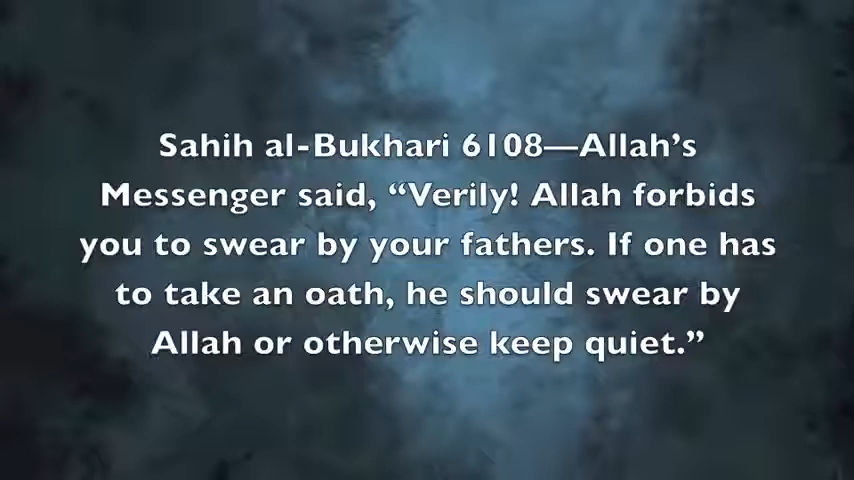 Sahih al-Bukhari 6108—Allah’s
Messenger said, “Verily! Allah forbids
you to swear by your fathers. If one has
to take an oath, he should swear by
Allah or otherwise keep quiet.”